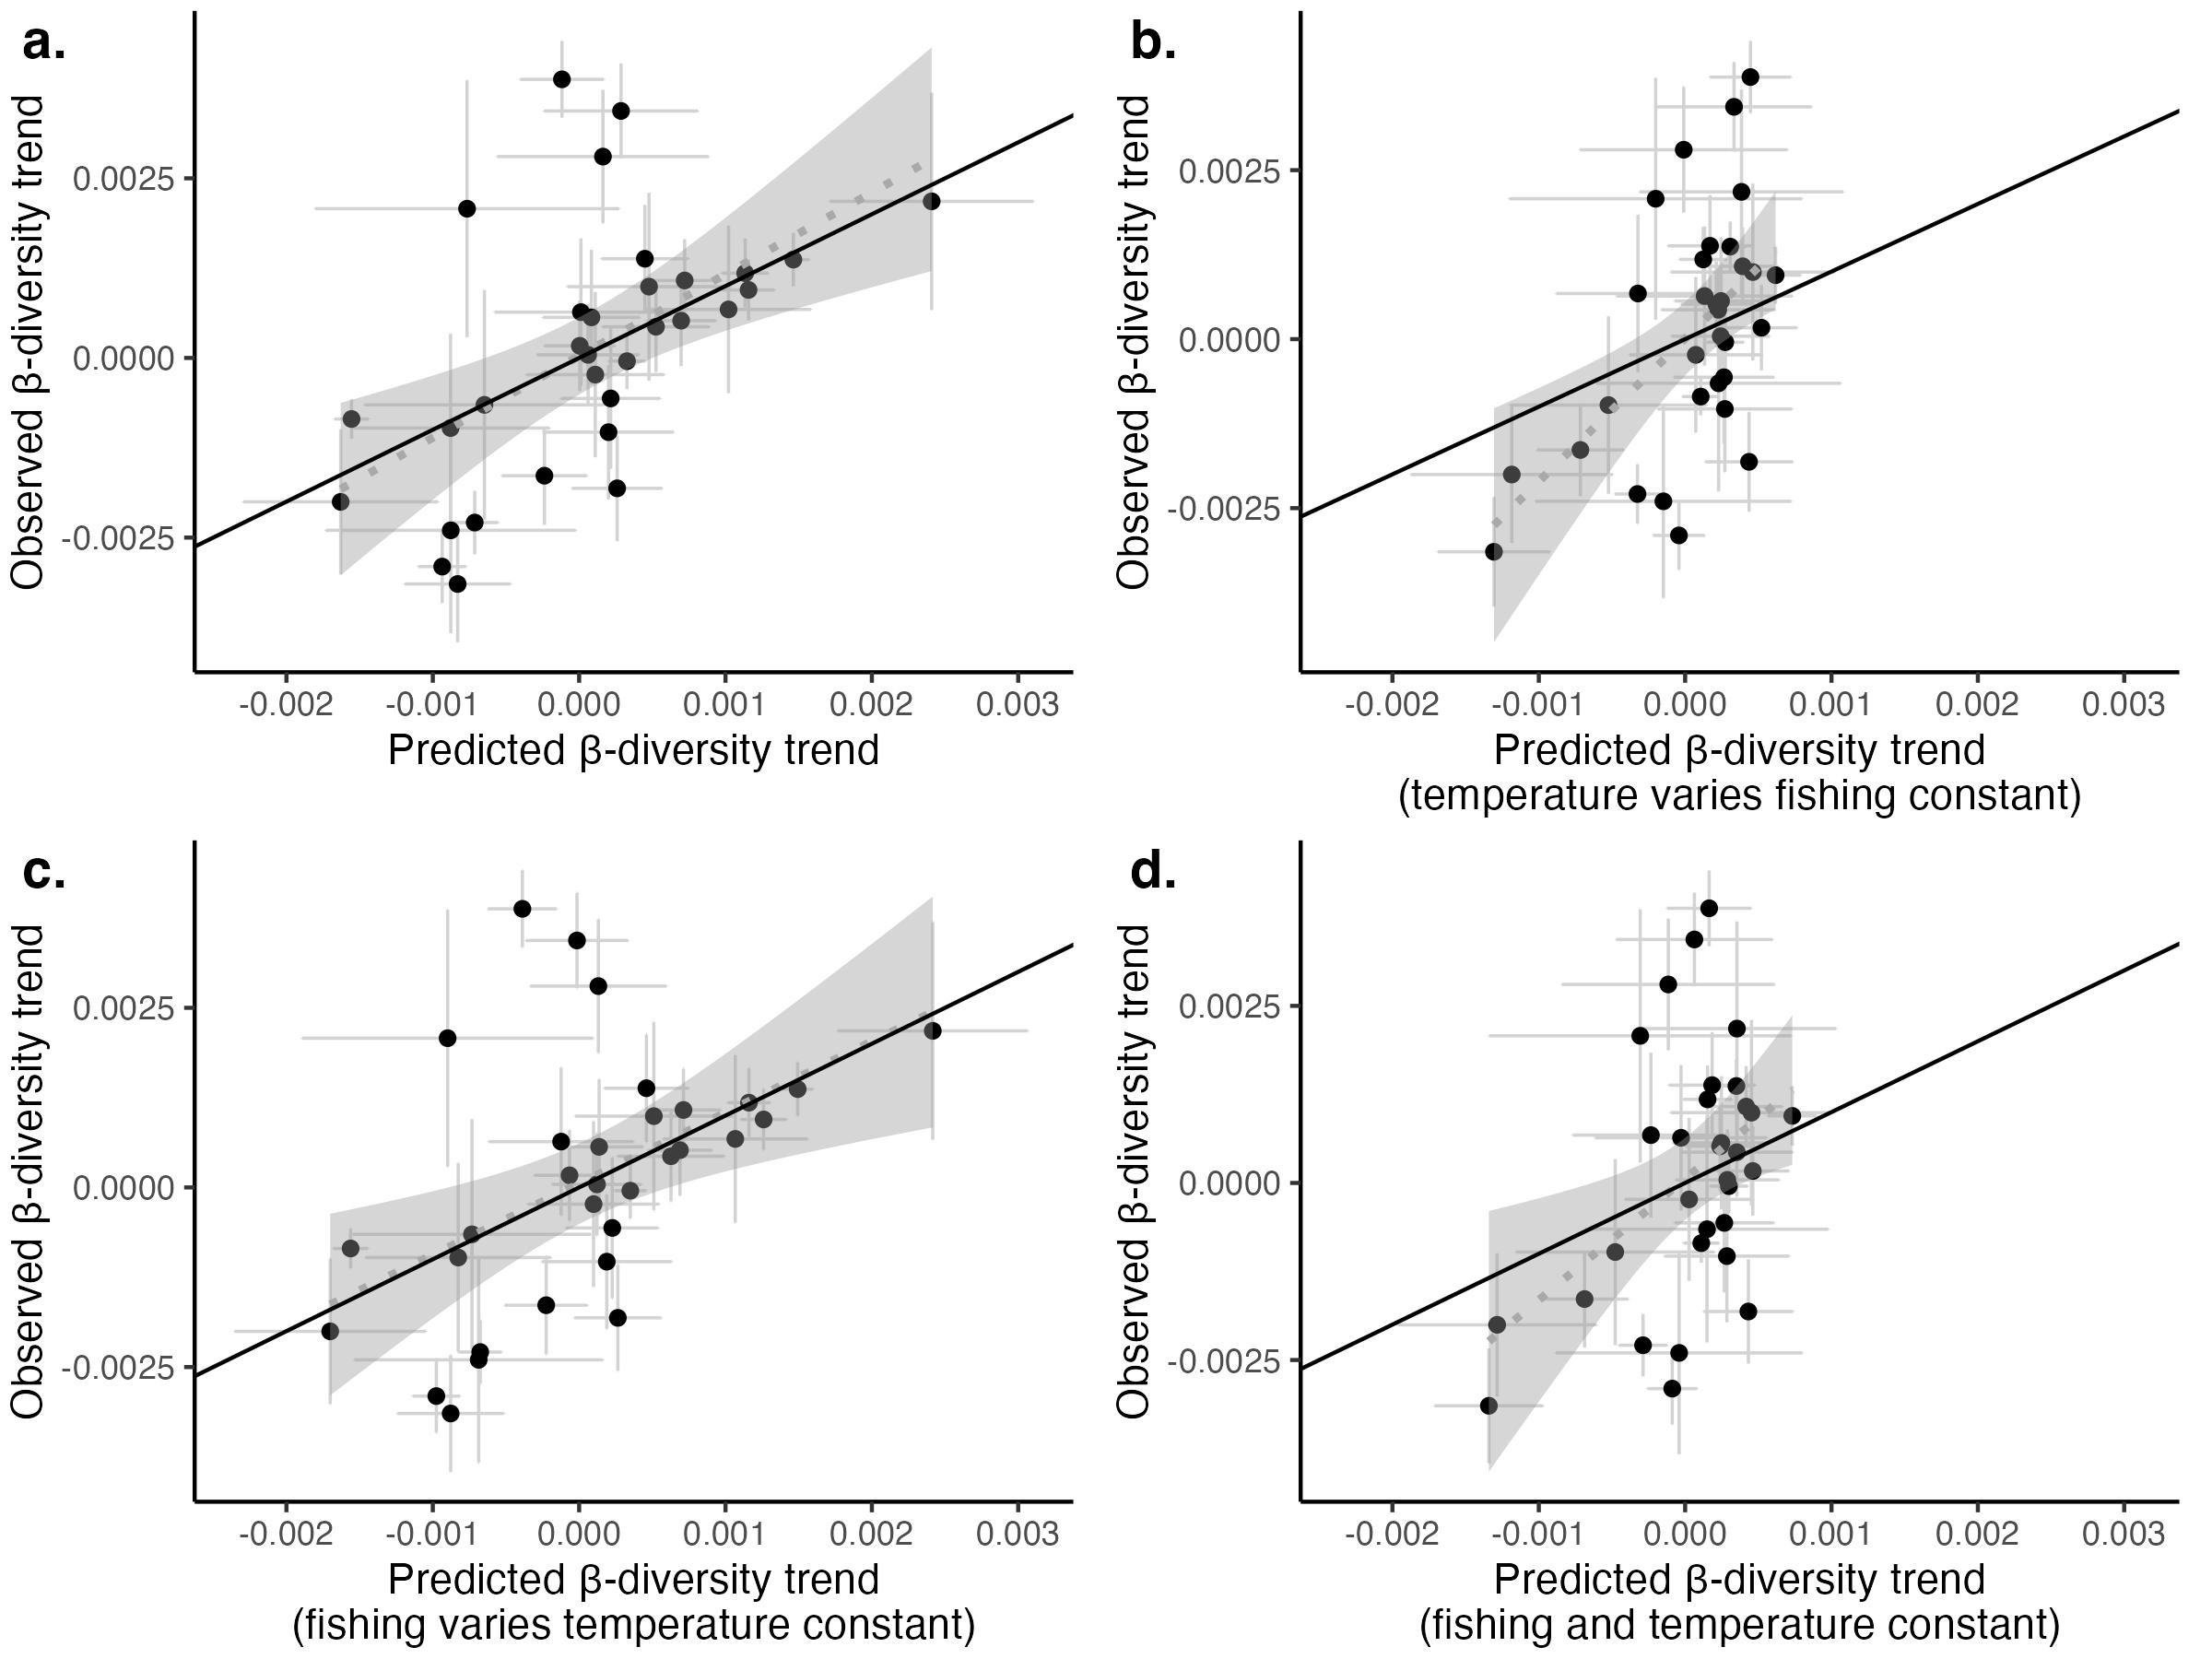 a.
Observed β-diversity trend
0.0025
0.0000
-0.0025
-0.002 -0.001 0.000 0.001 0.002 0.003
Predicted β-diversity trend
b.
Observed β-diversity trend
0.0025
0.0000
-0.0025
-0.002 -0.001 0.000 0.001 0.002 0.003
Predicted β-diversity trend
(temperature varies fishing constant)
c.
Observed β-diversity trend
0.0025
0.0000
-0.0025
-0.002 -0.001 0.000 0.001 0.002 0.003
Predicted β-diversity trend
(fishing varies temperature constant)
d.
Observed β-diversity trend
0.0025
0.0000
-0.0025
-0.002 -0.001 0.000 0.001 0.002 0.003
Predicted β-diversity trend
(fishing and temperature constant)